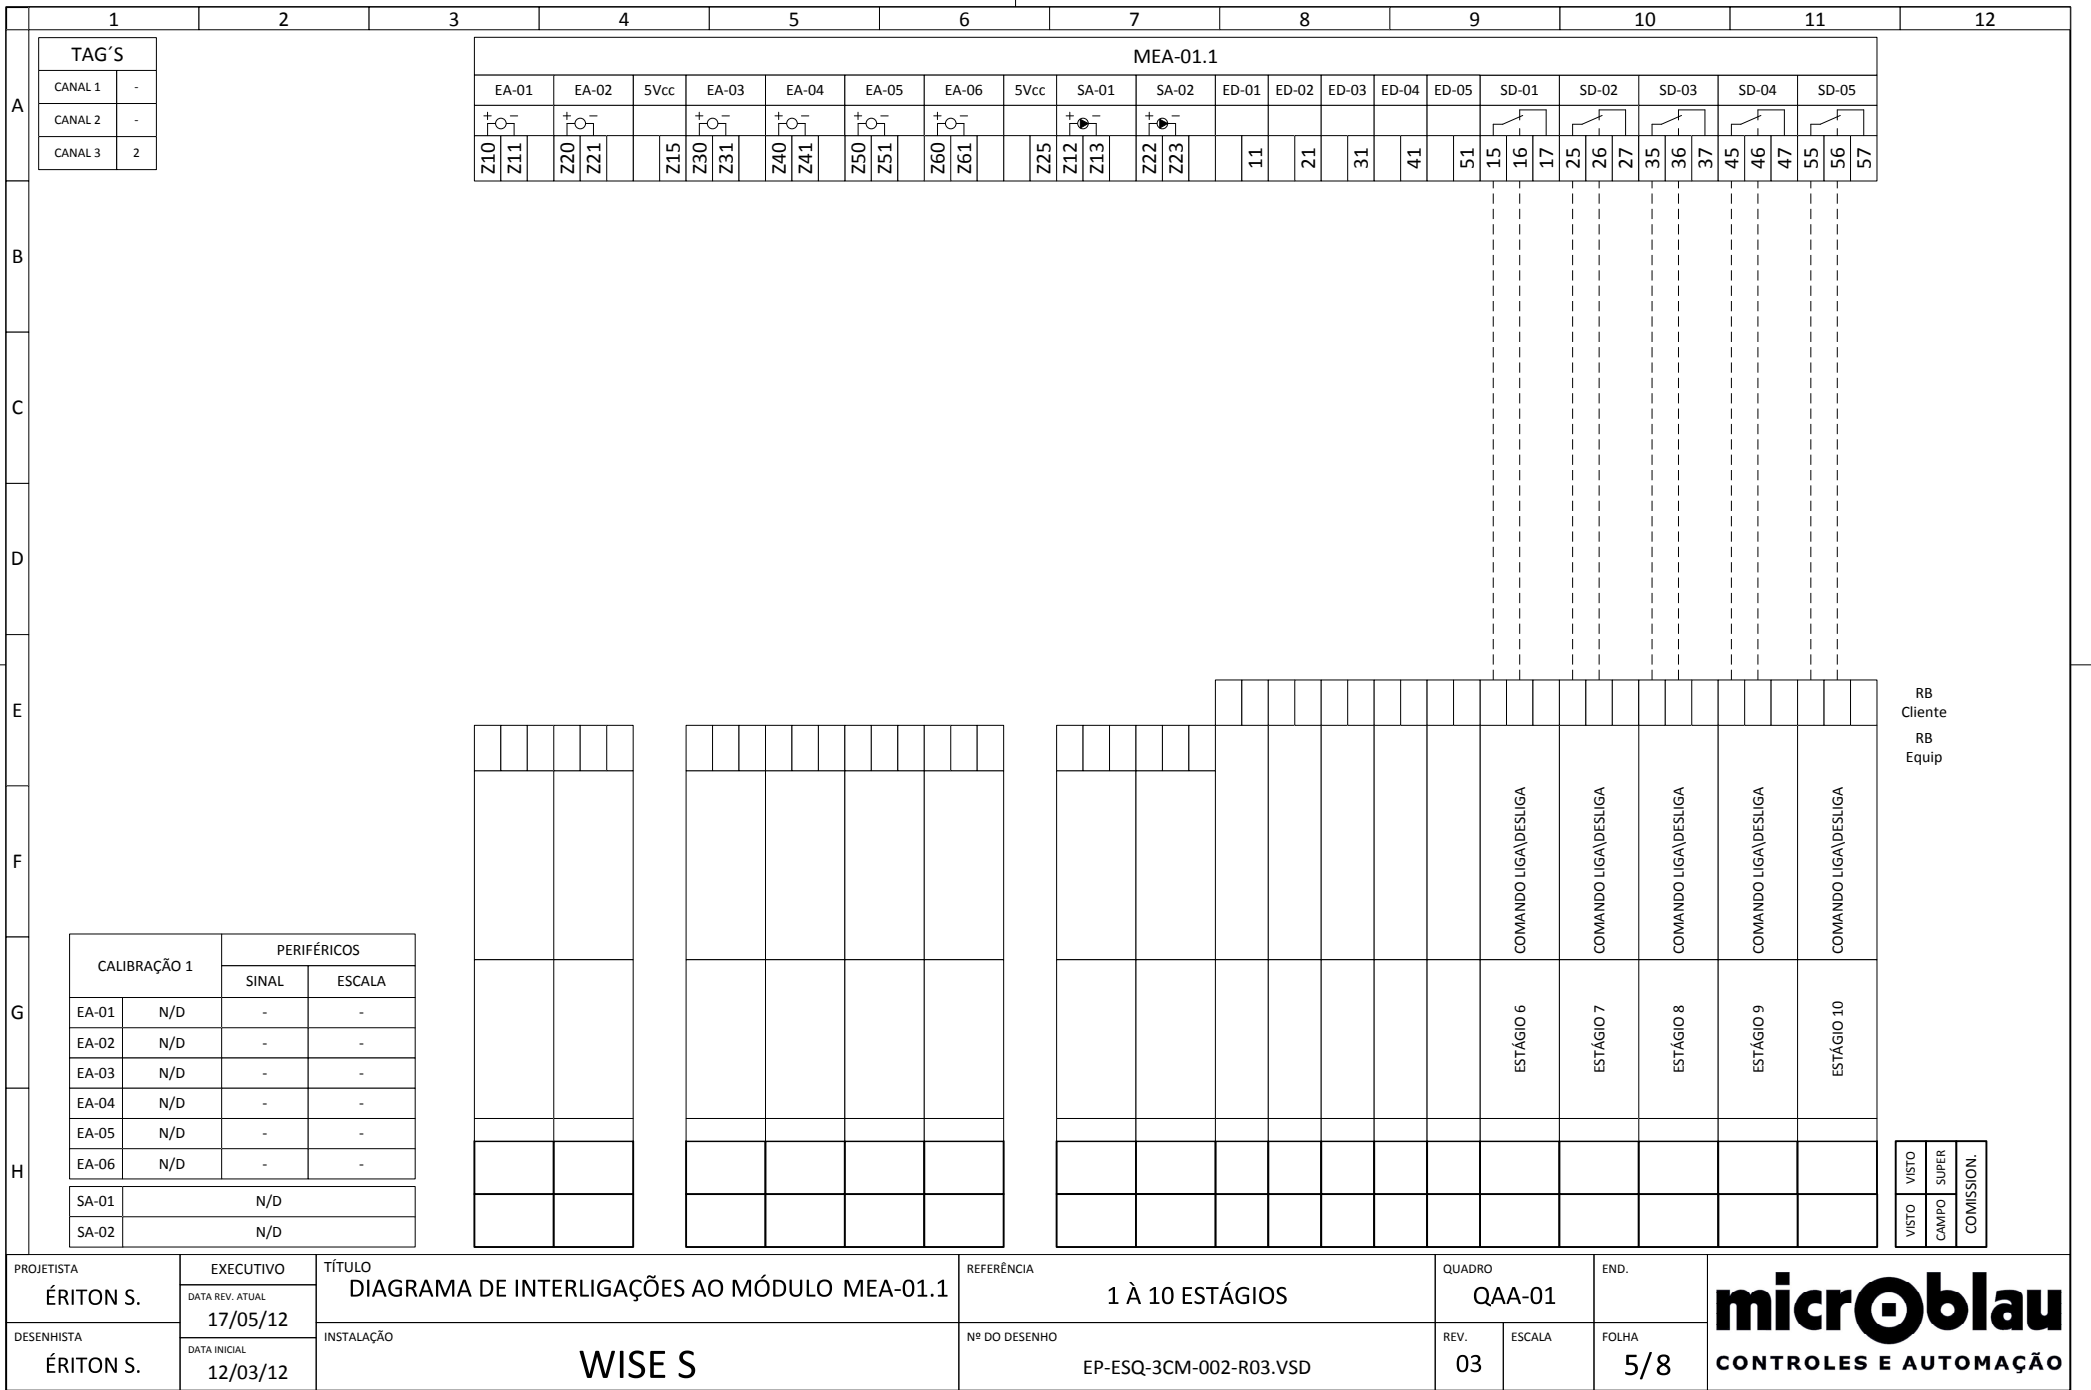 1 2 3 4 5 6 7 8 9 10 11 12
A
B
C
D
E
F
G
H
TAG´S
CANAL 1 -
CANAL 2 -
CANAL 3 2
MEA-01.1
EA-01 EA-02 5Vcc EA-03 EA-04 EA-05 EA-06 5Vcc SA-01 SA-02 ED-01 ED-02 ED-03 ED-04 ED-05 SD-01 SD-02 SD-03 SD-04 SD-05
+ − + − + − + − + − + − + − + −
Z10 Z11 Z20 Z21 Z15 Z30 Z31 Z40 Z41 Z50 Z51 Z60 Z61 Z25 Z12 Z13 Z22 Z23 11 21 31 41 51 15 16 17 25 26 27 35 36 37 45 46 47 55 56 57
RB
Cliente
RB
Equip
COMANDO LIGA\DESLIGA
COMANDO LIGA\DESLIGA
COMANDO LIGA\DESLIGA
COMANDO LIGA\DESLIGA
COMANDO LIGA\DESLIGA
ESTÁGIO 6
ESTÁGIO 7
ESTÁGIO 8
ESTÁGIO 9
ESTÁGIO 10
CALIBRAÇÃO 1
PERIFÉRICOS
SINAL ESCALA
EA-01 N/D - -
EA-02 N/D - -
EA-03 N/D - -
EA-04 N/D - -
EA-05 N/D - -
EA-06 N/D - -
SA-01 N/D
SA-02 N/D
VISTO VISTO
CAMPO SUPER
COMISSION.
PROJETISTA
ÉRITON S.
DESENHISTA
ÉRITON S.
EXECUTIVO
DATA REV. ATUAL
17/05/12
DATA INICIAL
12/03/12
TÍTULO
DIAGRAMA DE INTERLIGAÇÕES AO MÓDULO MEA-01.1
INSTALAÇÃO
WISE S
REFERÊNCIA
1 À 10 ESTÁGIOS
Nº DO DESENHO
EP-ESQ-3CM-002-R03.VSD
QUADRO
QAA-01
END.
REV.
03
ESCALA
FOLHA
5/8
microblau
CONTROLES E AUTOMAÇÃO